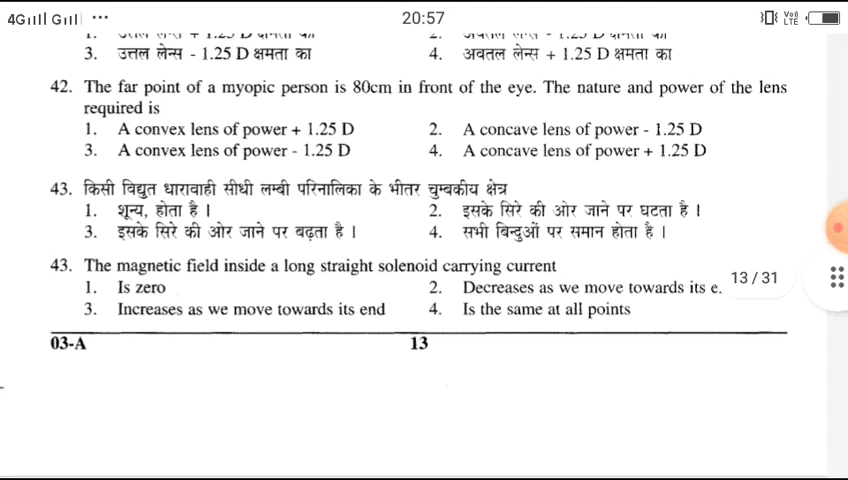 4G 20:57 Voo LTE
3. उत्तल लेन्स - 1.25 D क्षमता का 4. अवतल लेन्स + 1.25 D क्षमता का
42. The far point of a myopic person is 80cm in front of the eye. The nature and power of the lens
required is
1. A convex lens of power + 1.25 D 2. A concave lens of power - 1.25 D
3. A convex lens of power - 1.25 D 4. A concave lens of power + 1.25 D
43. किसी विद्युत धारावाही सीधी लम्बी परिनालिका के भीतर चुम्बकीय क्षेत्र
1. शून्य, होता है । 2. इसके सिरे की ओर जाने पर घटता है ।
3. इसके सिरे की ओर जाने पर बढ़ता है । 4. सभी बिन्दुओं पर समान होता है ।
43. The magnetic field inside a long straight solenoid carrying current
1. Is zero 2. Decreases as we move towards its e. 13 / 31
3. Increases as we move towards its end 4. Is the same at all points
03-A 13